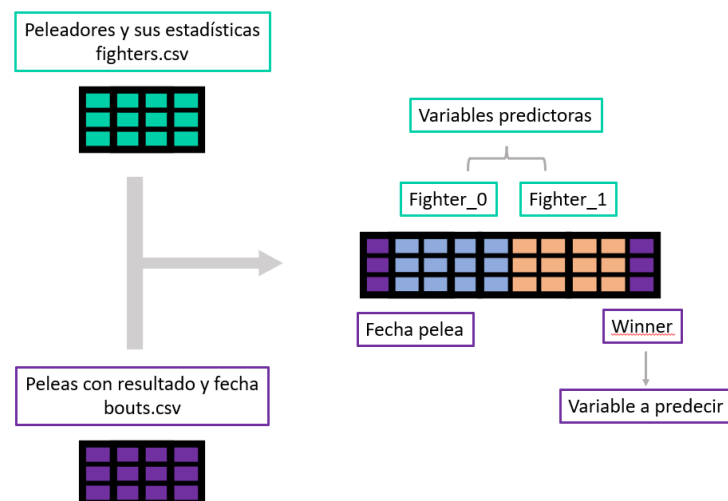 Peleadores y sus estadísticas
fighters.csv
Variables predictoras
Fighter_0
Fighter_1
Fecha pelea
Winner
Peleas con resultado y fecha
bouts.csv
Variable a predecir